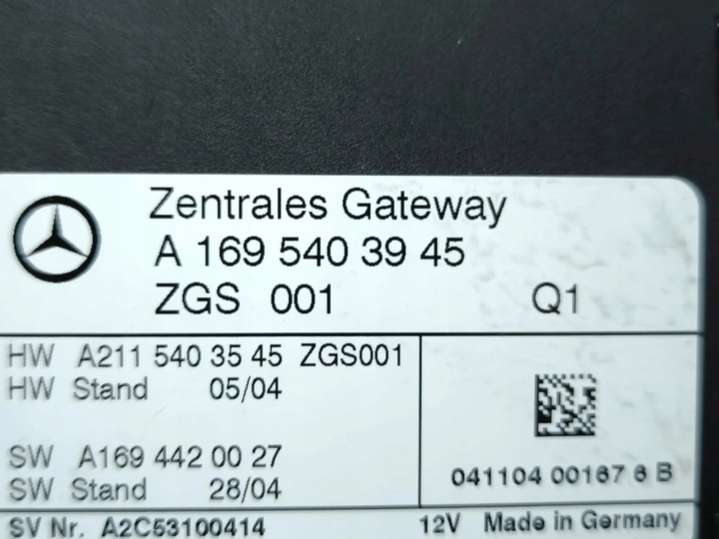 Zentrales Gateway
A 169 540 39 45
ZGS 001 Q1
HW A211 540 35 45 ZGS001
HW Stand 05/04
SW A169 442 00 27
SW Stand 28/04
041104 00167 6 B
SV Nr. A2C53100414 12V Made in Germany